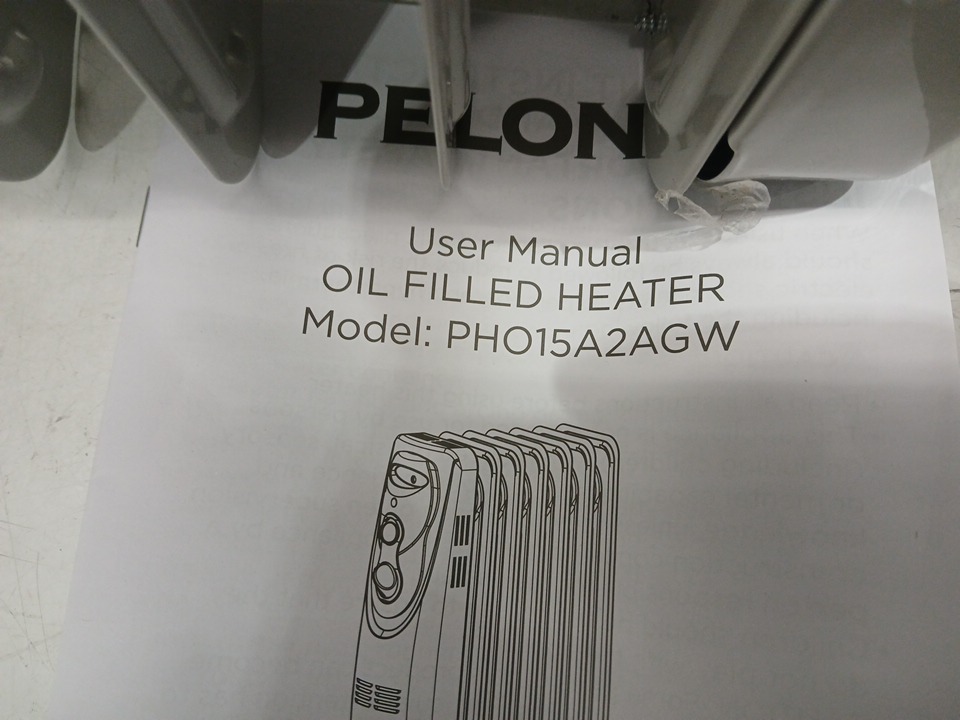 PELON
User Manual
OIL FILLED HEATER
Model: PHO15A2AGW